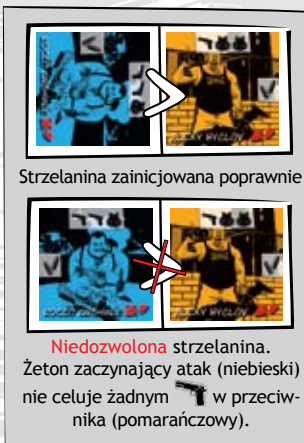 Strzelanina zainicjowana poprawnie
Niedozwolona strzelanina.
Żeton zaczynający atak (niebieski)
nie celuje żadnym w przeciw-
nika (pomarańczowy).